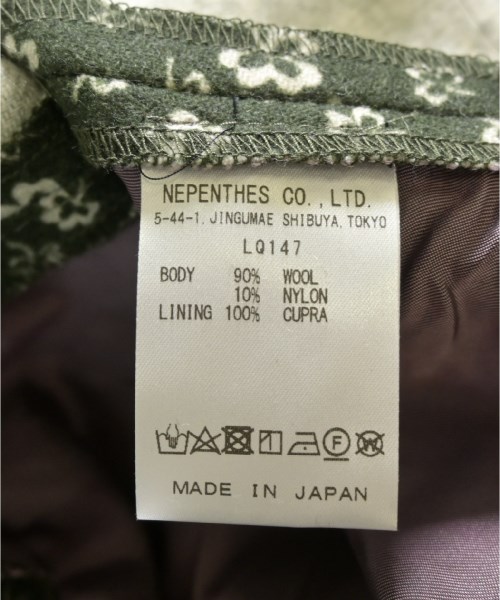 NEPENTHES CO.,LTD.
5-44-1, JINGUMAE SHIBUYA, TOKYO
LQ147
BODY 90% WOOL
10% NYLON
LINING 100% CUPRA
F
W
MADE IN JAPAN